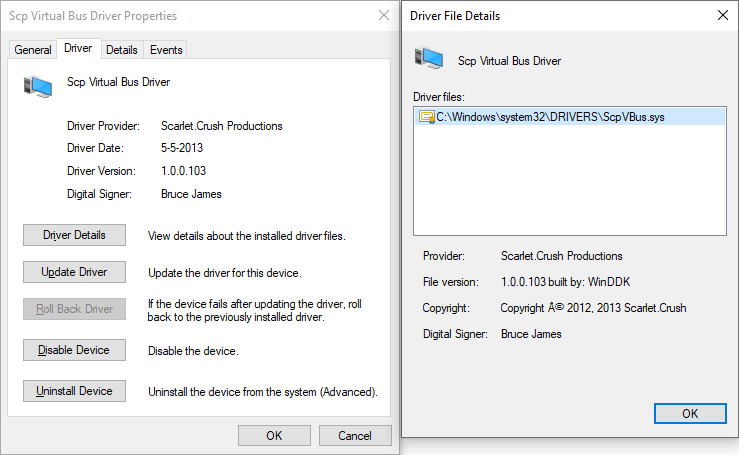 Scp Virtual Bus Driver Properties
General Driver Details Events
Scp Virtual Bus Driver
Driver Provider: Scarlet.Crush Productions
Driver Date: 5-5-2013
Driver Version: 1.0.0.103
Digital Signer: Bruce James
Driver Details View details about the installed driver files.
Update Driver Update the driver for this device.
Roll Back Driver If the device fails after updating the driver, roll
back to the previously installed driver.
Disable Device Disable the device.
Uninstall Device Uninstall the device from the system (Advanced).
OK Cancel
Driver File Details
Scp Virtual Bus Driver
Driver files:
C:\Windows\system32\DRIVERS\ScpVBus.sys
Provider: Scarlet.Crush Productions
File version: 1.0.0.103 built by: WinDDK
Copyright: Copyright Â© 2012, 2013 Scarlet.Crush
Digital Signer: Bruce James
OK